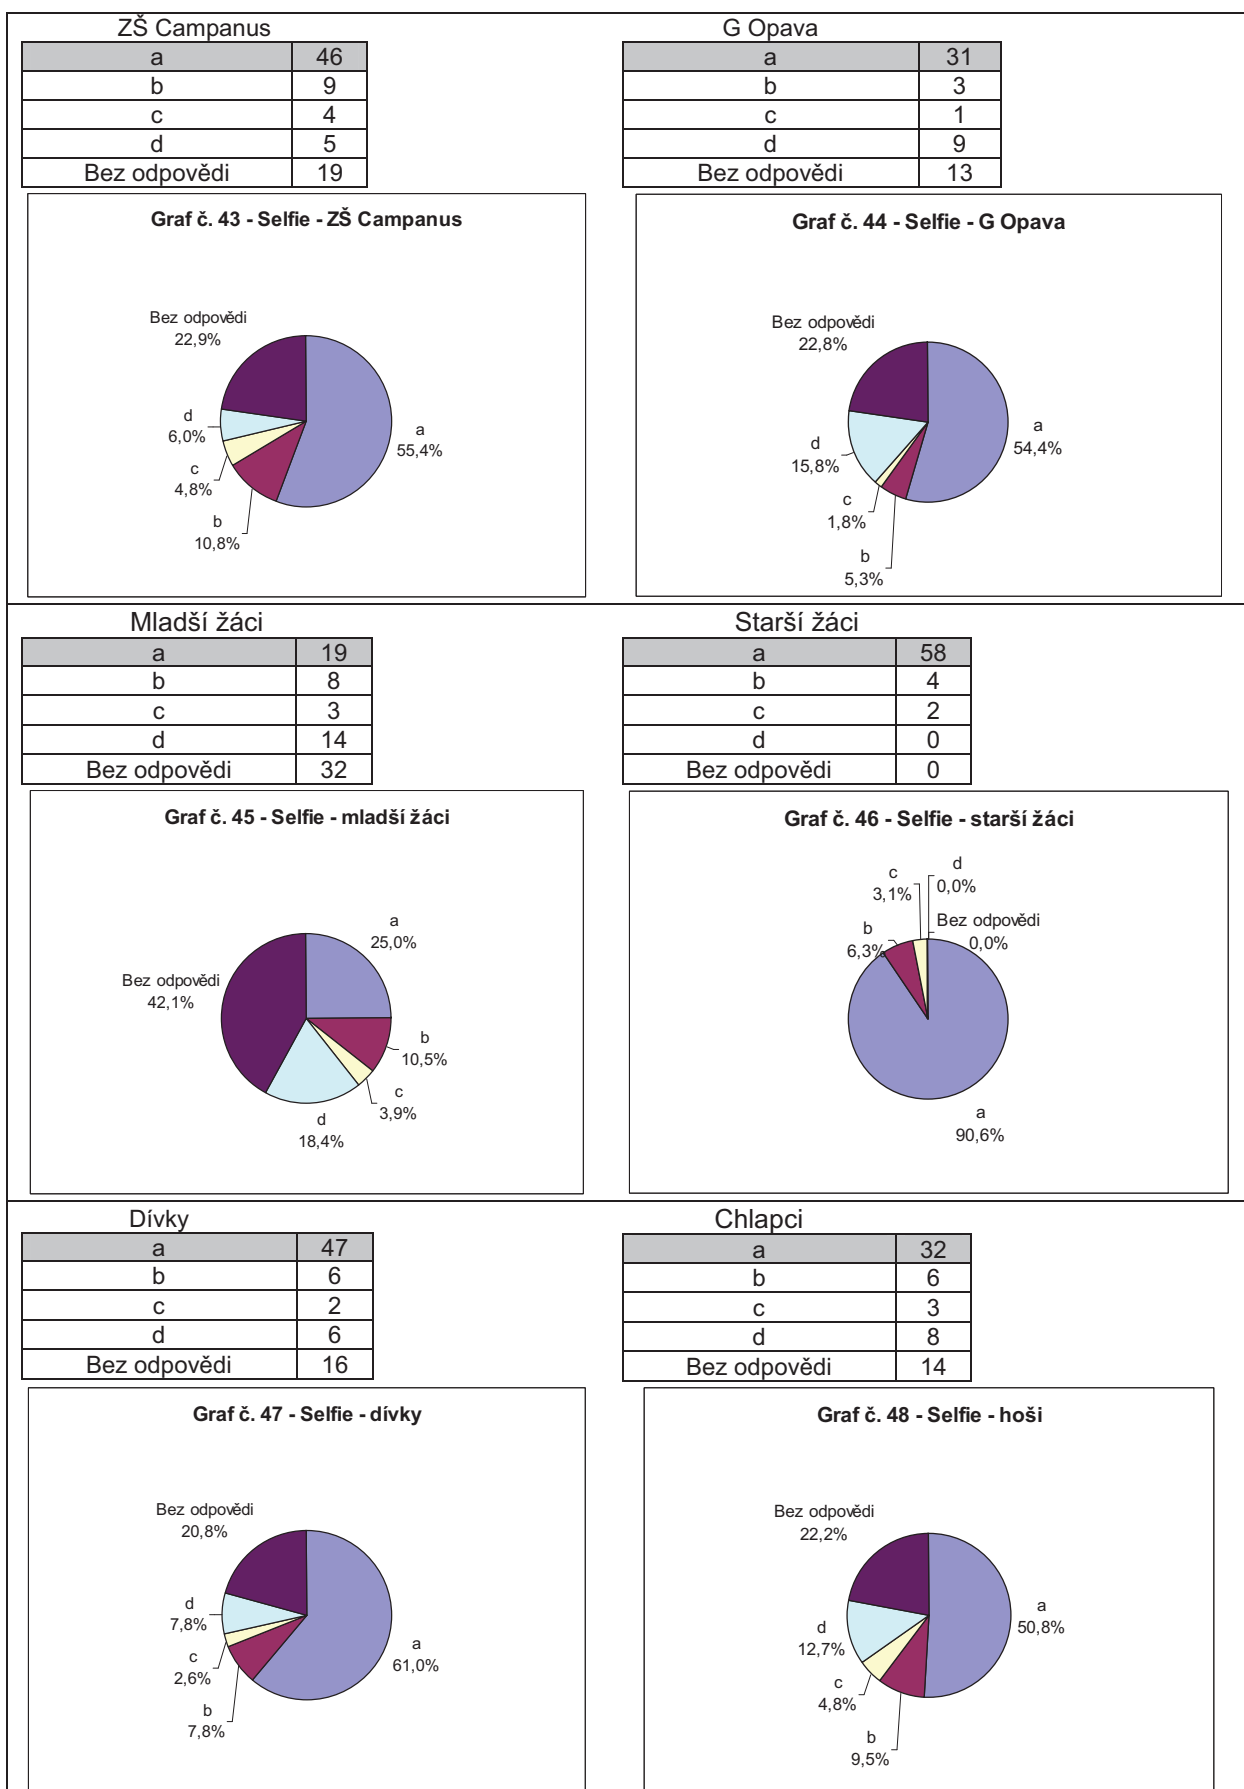 ZŠ Campanus
a 46
b 9
c 4
d 5
Bez odpovědi 19
G Opava
a 31
b 3
c 1
d 9
Bez odpovědi 13
Graf č. 43 - Selfie - ZŠ Campanus
Bez odpovědi
22,9%
d
6,0%
c
4,8%
b
10,8%
a
55,4%
Graf č. 44 - Selfie - G Opava
Bez odpovědi
22,8%
d
15,8%
c
1,8%
b
5,3%
a
54,4%
Mladší žáci
a 19
b 8
c 3
d 14
Bez odpovědi 32
Starší žáci
a 58
b 4
c 2
d 0
Bez odpovědi 0
Graf č. 45 - Selfie - mladší žáci
a
25,0%
Bez odpovědi
42,1%
b
10,5%
c
3,9%
d
18,4%
Graf č. 46 - Selfie - starší žáci
d
0,0%
c
3,1%
Bez odpovědi
0,0%
b
6,3%
a
90,6%
Dívky
a 47
b 6
c 2
d 6
Bez odpovědi 16
Chlapci
a 32
b 6
c 3
d 8
Bez odpovědi 14
Graf č. 47 - Selfie - dívky
Bez odpovědi
20,8%
d
7,8%
c
2,6%
b
7,8%
a
61,0%
Graf č. 48 - Selfie - hoši
Bez odpovědi
22,2%
d
12,7%
c
4,8%
b
9,5%
a
50,8%